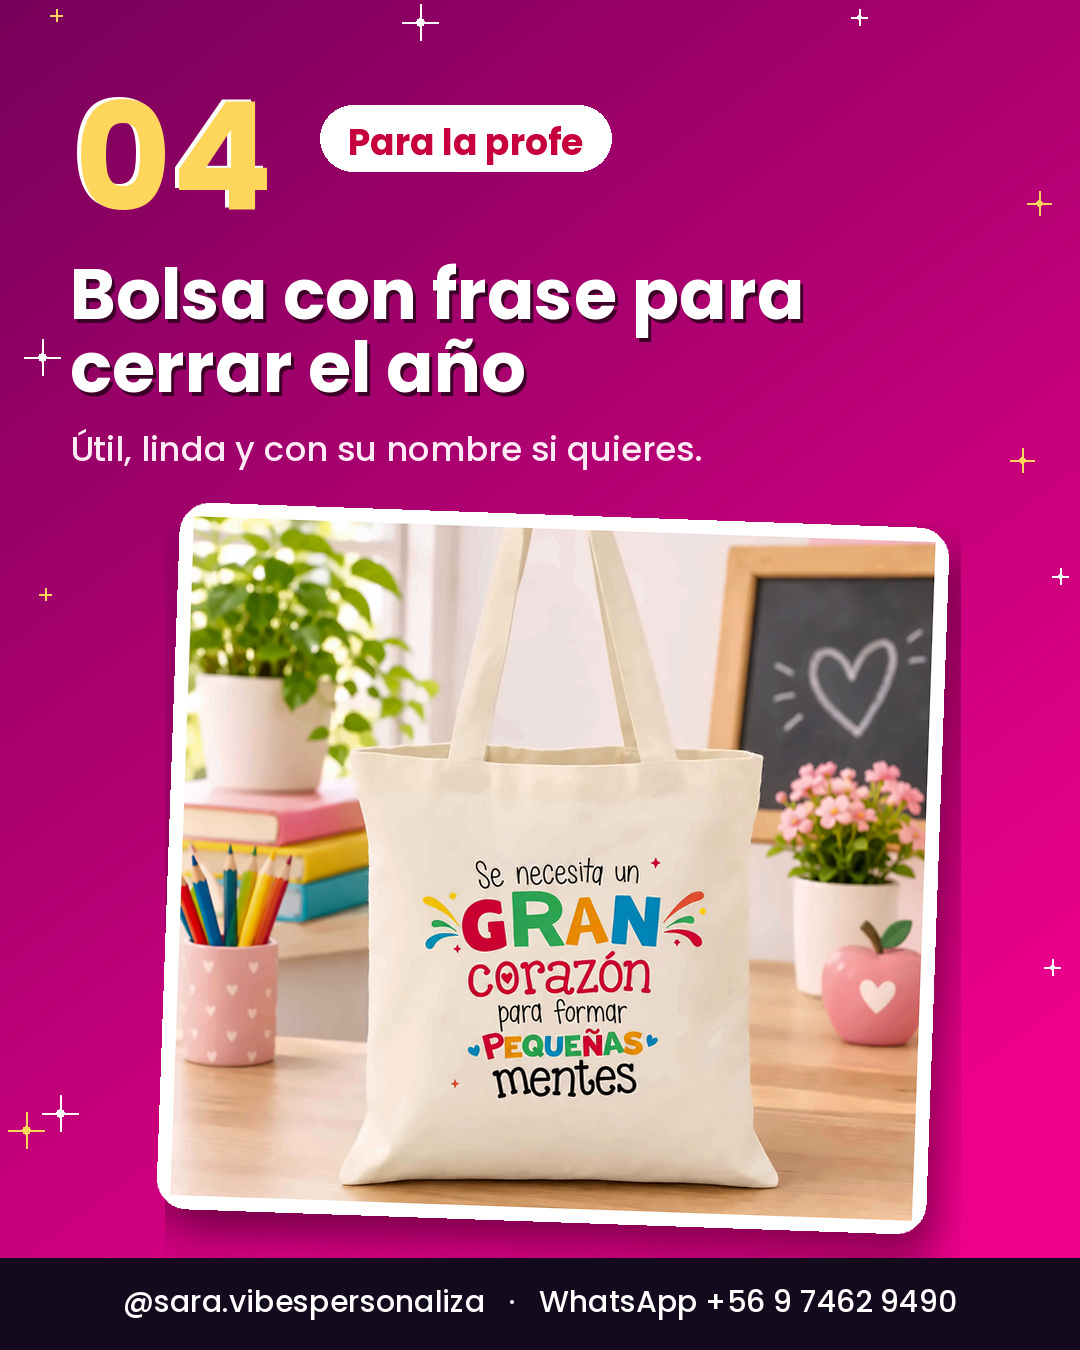 04
Para la profe
Bolsa con frase para
cerrar el año
Útil, linda y con su nombre si quieres.
Se necesita un
GRAN
corazón
para formar
PEQUEÑAS
mentes
@sara.vibespersonaliza · WhatsApp +56 9 7462 9490